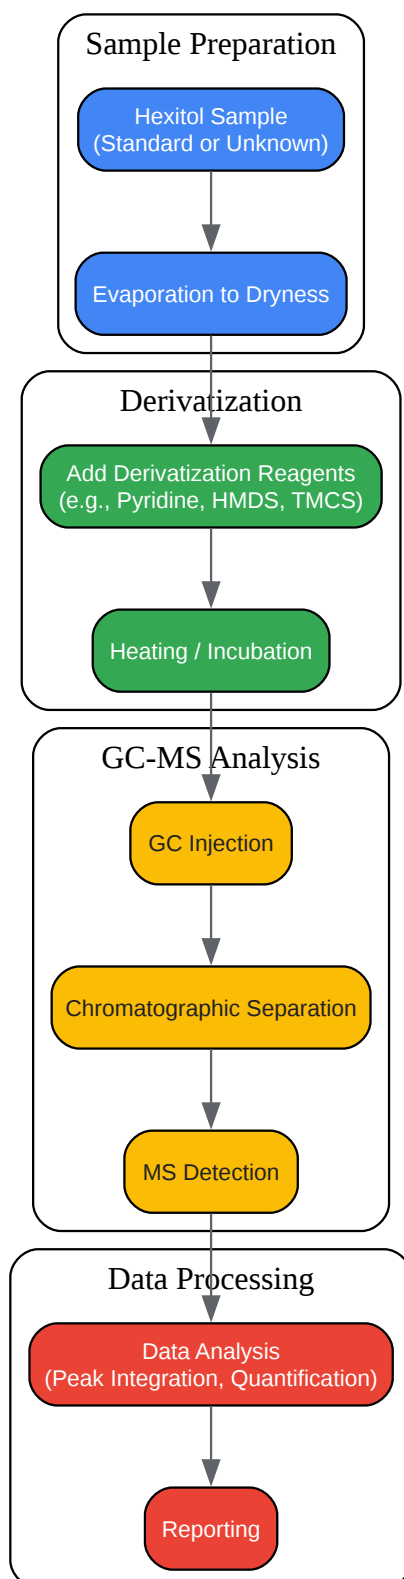 Sample Preparation
Hexitol Sample
(Standard or Unknown)
Evaporation to Dryness
Derivatization
Add Derivatization Reagents
(e.g., Pyridine, HMDS, TMCS)
Heating / Incubation
GC-MS Analysis
GC Injection
Chromatographic Separation
MS Detection
Data Processing
Data Analysis
(Peak Integration, Quantification)
Reporting